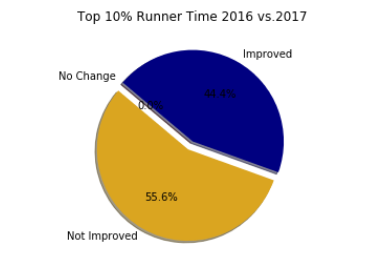 Top 10% Runner Time 2016 vs.2017
Improved
No Change
44.4%
0.0%
55.6%
Not Improved